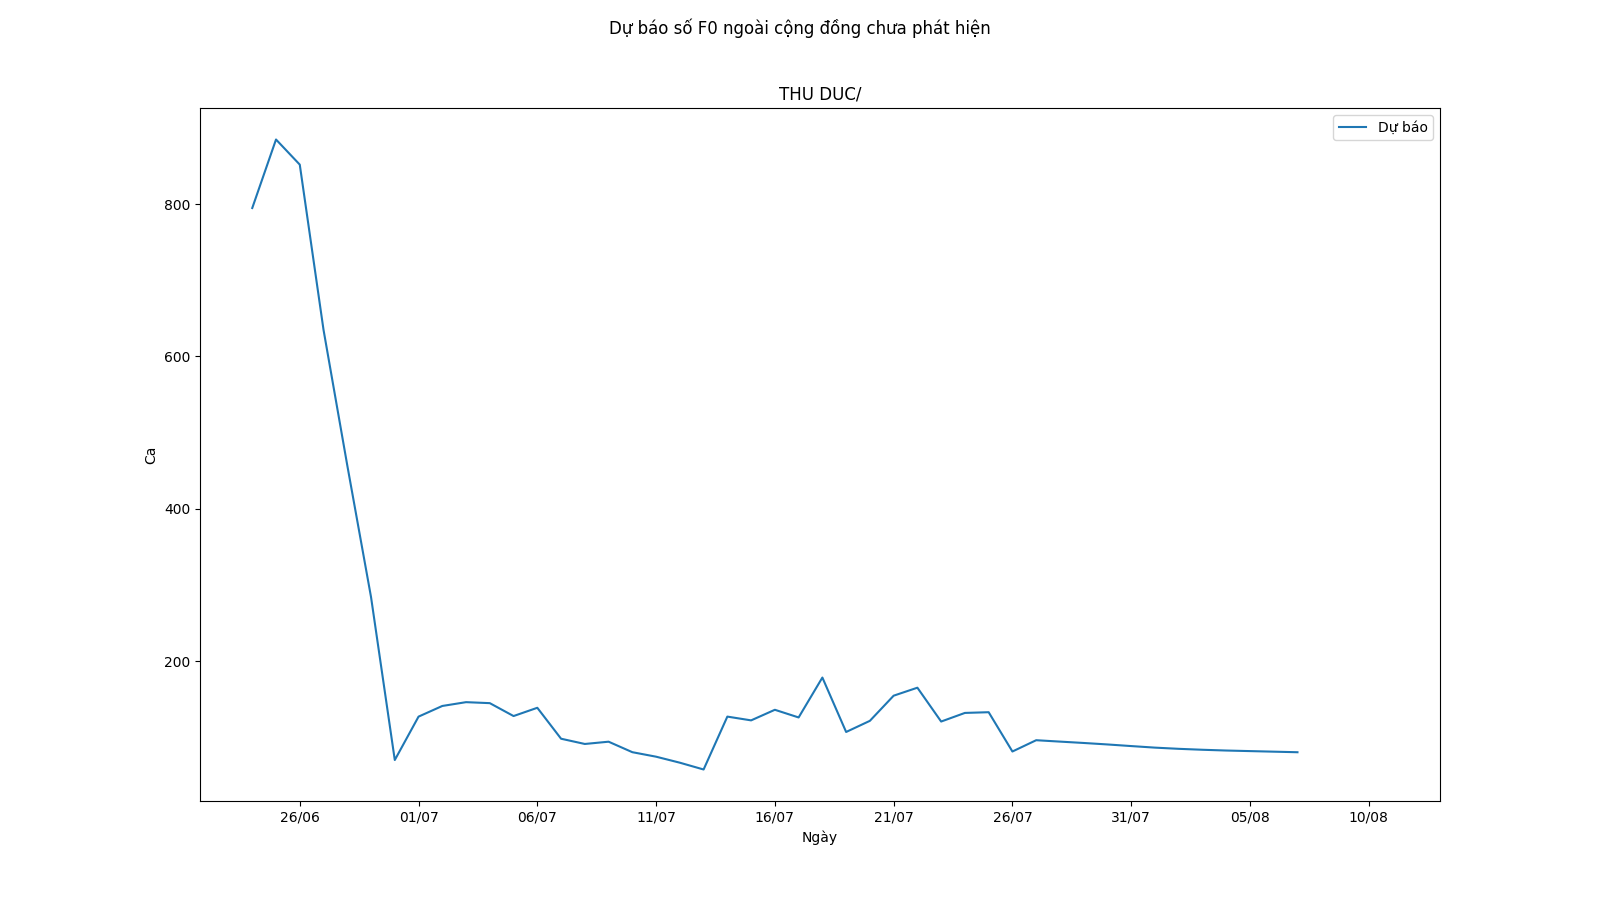 Dự báo số F0 ngoài cộng đồng chưa phát hiện
THU DUC/
Dự báo
800
600
400
200
Ca
26/06 01/07 06/07 11/07 16/07 21/07 26/07 31/07 05/08 10/08
Ngày